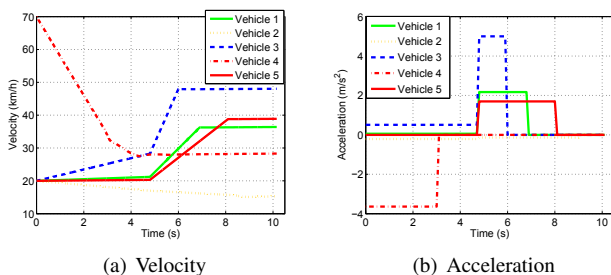 70
60
50
40
30
20
10
0 2 4 6 8 10
Velocity (km/h)
Time (s)
Vehicle 1
Vehicle 2
Vehicle 3
Vehicle 4
Vehicle 5
(a) Velocity
6
4
2
0
−2
−4
0 2 4 6 8 10
Acceleration (m/s²)
Time (s)
Vehicle 1
Vehicle 2
Vehicle 3
Vehicle 4
Vehicle 5
(b) Acceleration